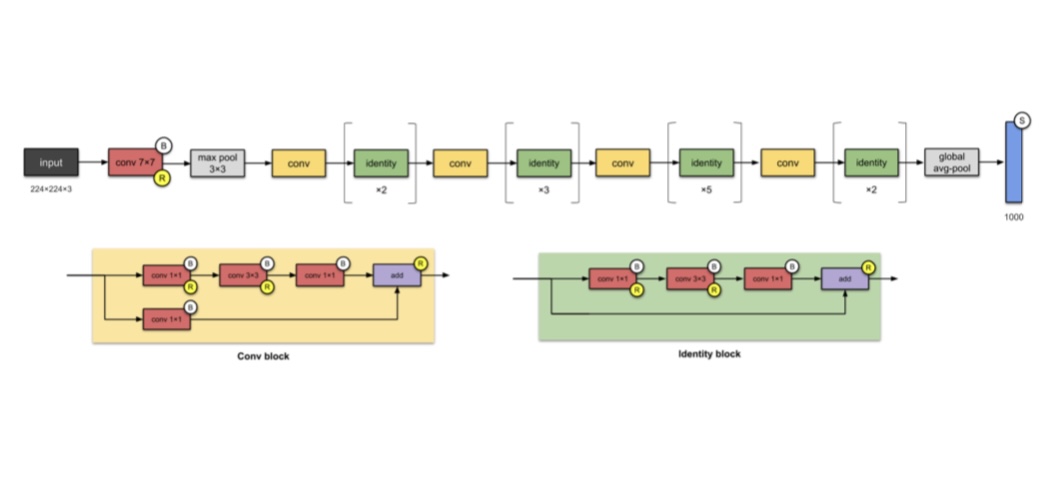 B
S
input
conv 7×7
max pool
3×3
conv
identity
conv
identity
conv
identity
conv
identity
global
avg-pool
R
224×224×3
×2
×3
×5
×2
1000
B
B
B
R
conv 1×1
conv 3×3
conv 1×1
add
R
R
B
conv 1×1
Conv block
B
B
B
R
conv 1×1
conv 3×3
conv 1×1
add
R
R
Identity block